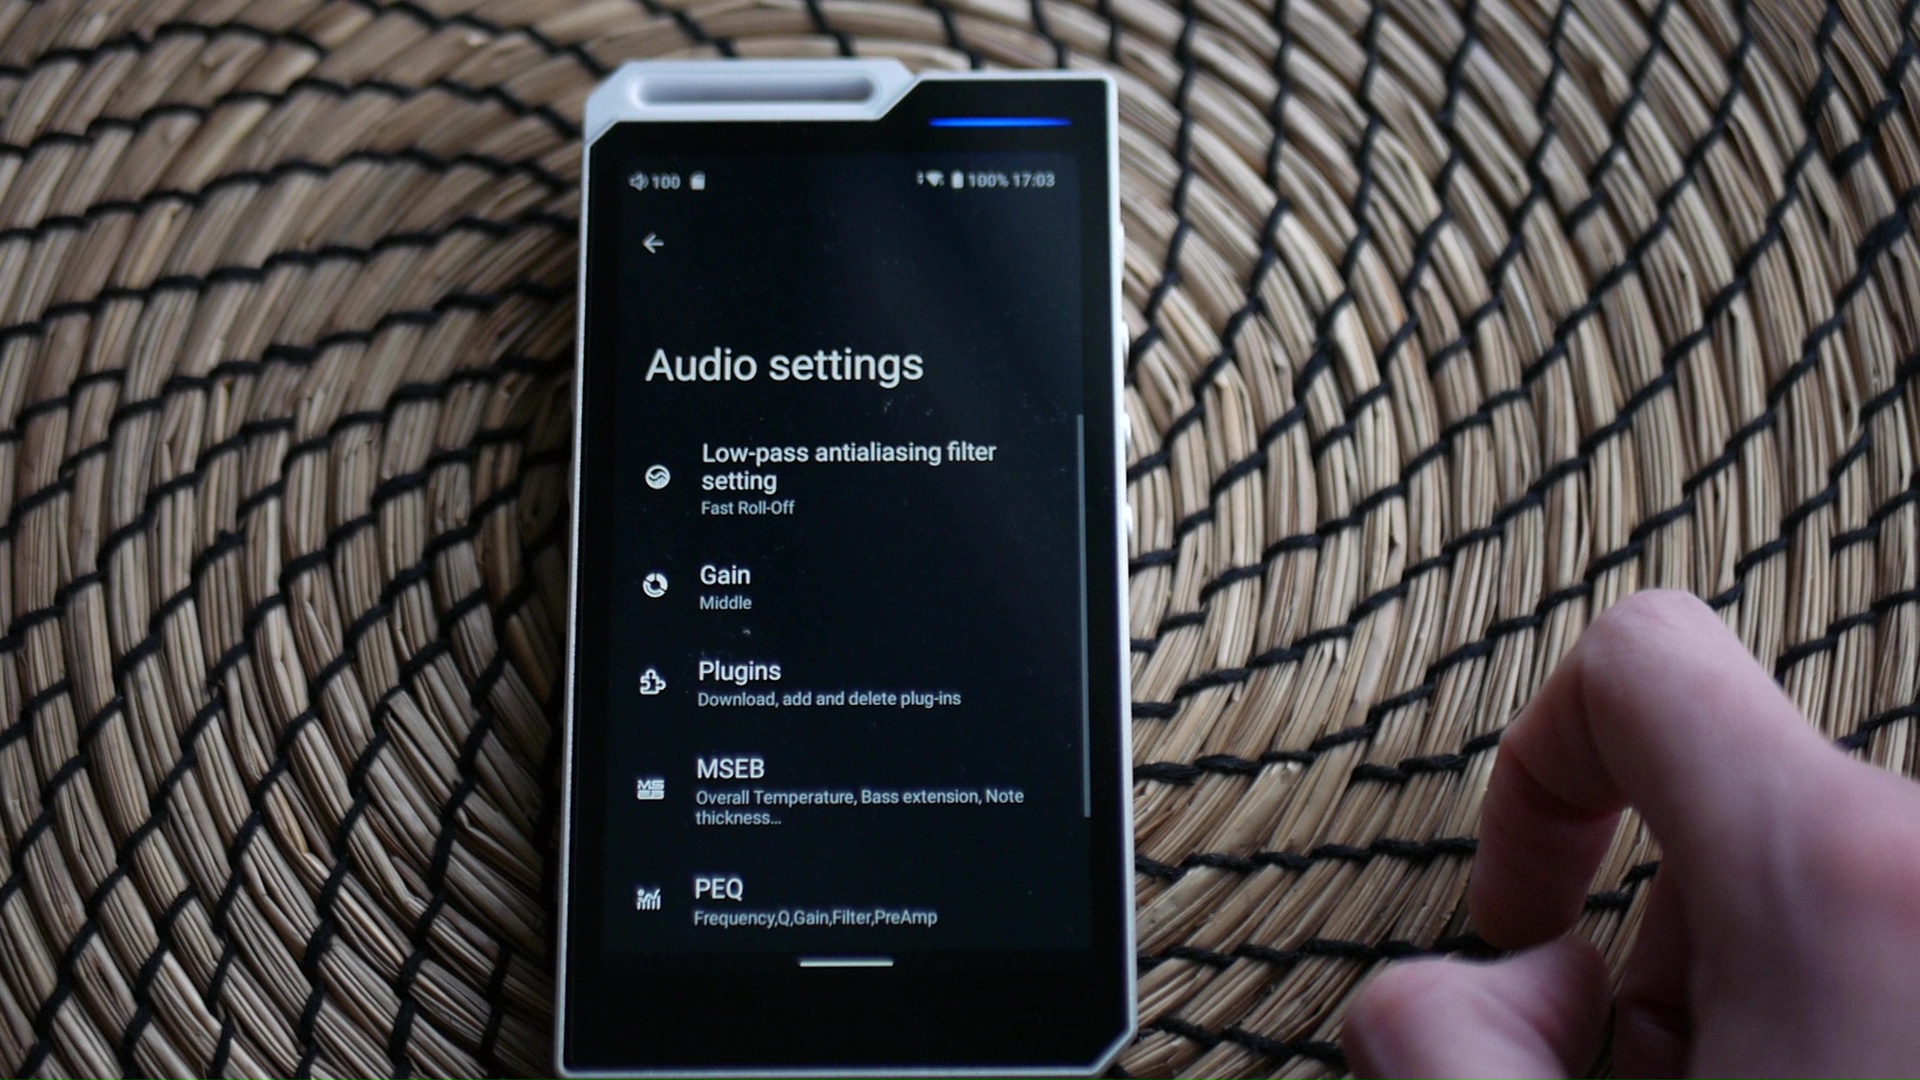 100
100% 17:03
Audio settings
Low-pass antialiasing filter
setting
Fast Roll-Off
Gain
Middle
Plugins
Download, add and delete plug-ins
MSEB
MSEB
Overall Temperature, Bass extension, Note
thickness...
PEQ
Frequency,Q,Gain,Filter,PreAmp